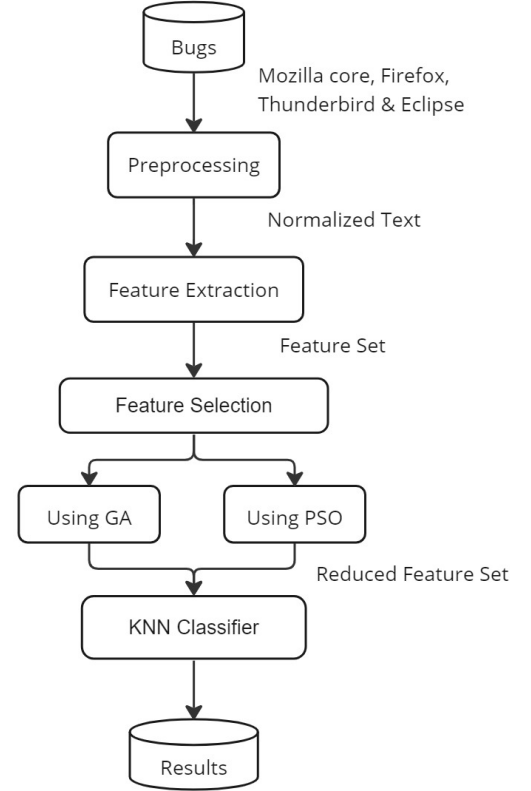 Bugs
Mozilla core, Firefox,
Thunderbird & Eclipse
Preprocessing
Normalized Text
Feature Extraction
Feature Set
Feature Selection
Using GA
Using PSO
Reduced Feature Set
KNN Classifier
Results